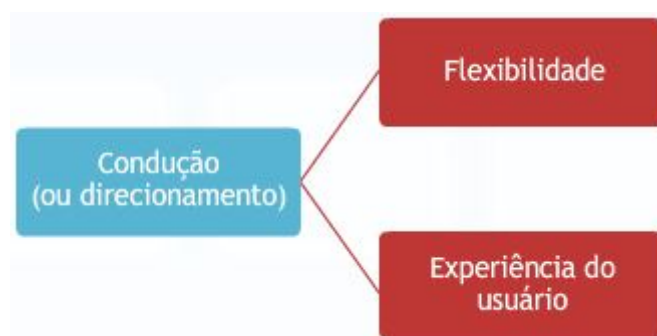 Condução
(ou direcionamento)
Flexibilidade
Experiência do
usuário